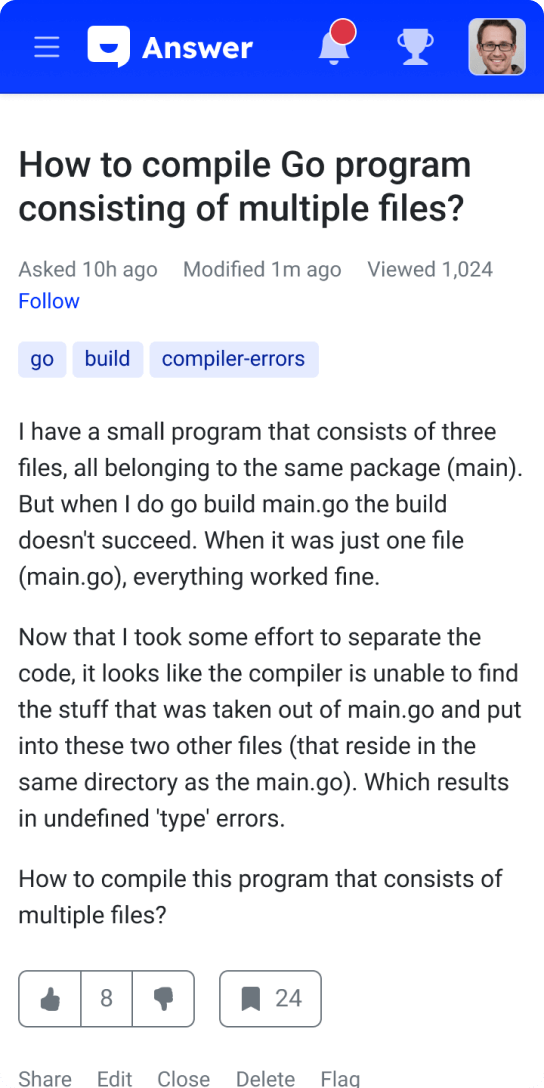 Answer
How to compile Go program
consisting of multiple files?
Asked 10h ago Modified 1m ago Viewed 1,024
Follow
go build compiler-errors
I have a small program that consists of three
files, all belonging to the same package (main).
But when I do go build main.go the build
doesn't succeed. When it was just one file
(main.go), everything worked fine.
Now that I took some effort to separate the
code, it looks like the compiler is unable to find
the stuff that was taken out of main.go and put
into these two other files (that reside in the
same directory as the main.go). Which results
in undefined 'type' errors.
How to compile this program that consists of
multiple files?
8 24
Share Edit Close Delete Flag